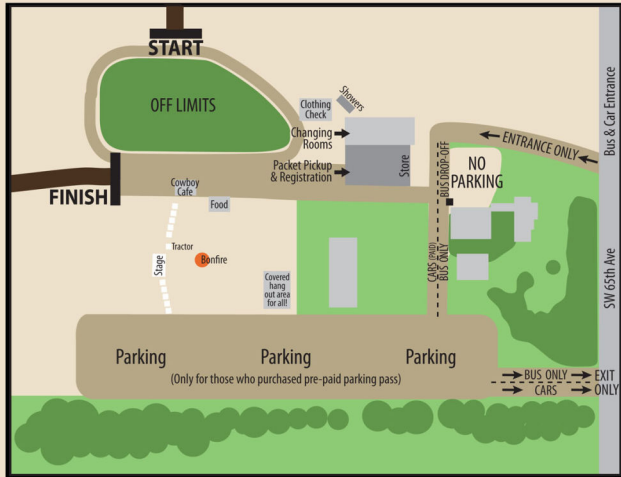 START
OFF LIMITS
Showers
Clothing
Check
Changing
Rooms
Packet Pickup
& Registration
Store
ENTRANCE ONLY
Bus & Car Entrance
BUS DROP-OFF
NO
PARKING
FINISH
Cowboy
Cafe
Food
Tractor
Stage
Bonfire
Covered
hang
out area
for all!
CARS (PAID)
BUS ONLY
SW 65th Ave
Parking Parking Parking
(Only for those who purchased pre-paid parking pass)
BUS ONLY EXIT
CARS ONLY